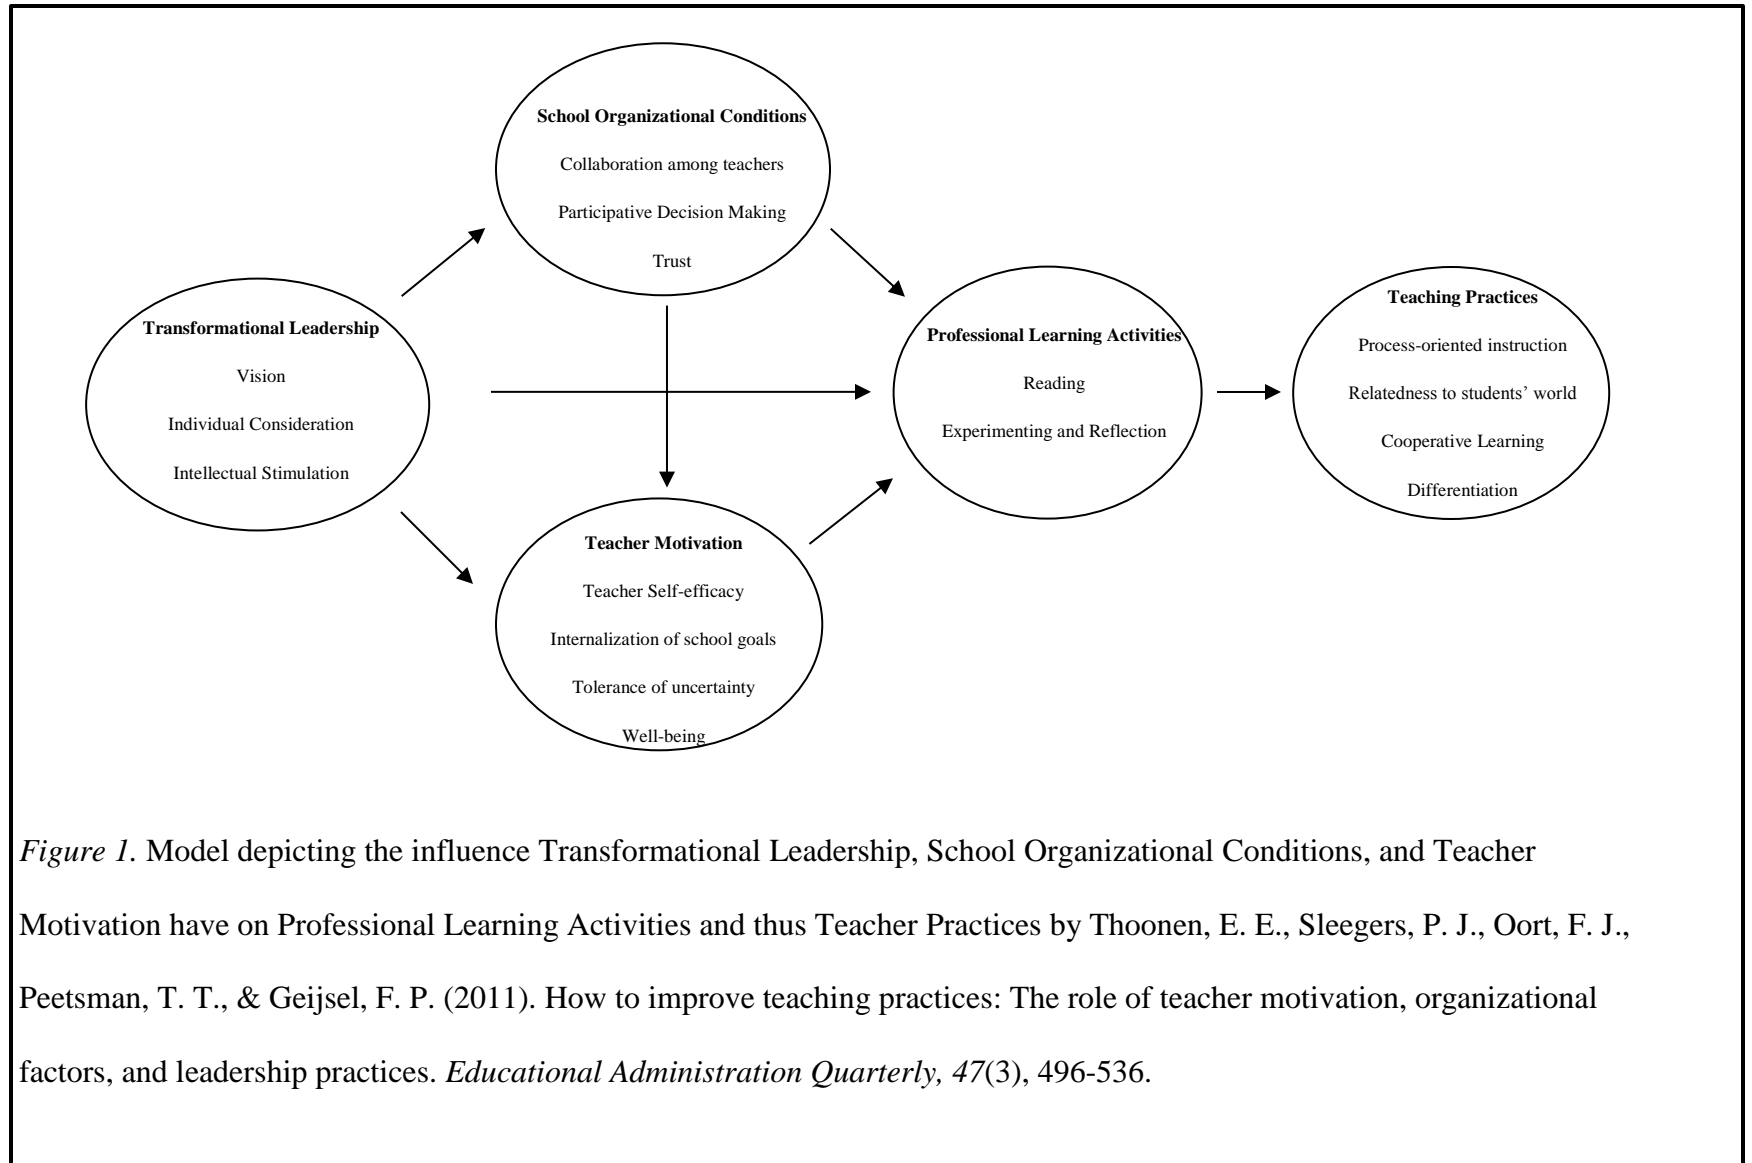 School Organizational Conditions
Collaboration among teachers
Participative Decision Making
Trust
Transformational Leadership
Vision
Individual Consideration
Intellectual Stimulation
Professional Learning Activities
Reading
Experimenting and Reflection
Teaching Practices
Process-oriented instruction
Relatedness to students’ world
Cooperative Learning
Differentiation
Teacher Motivation
Teacher Self-efficacy
Internalization of school goals
Tolerance of uncertainty
Well-being
Figure 1. Model depicting the influence Transformational Leadership, School Organizational Conditions, and Teacher
Motivation have on Professional Learning Activities and thus Teacher Practices by Thoonen, E. E., Sleegers, P. J., Oort, F. J.,
Peetsman, T. T., & Geijsel, F. P. (2011). How to improve teaching practices: The role of teacher motivation, organizational
factors, and leadership practices. Educational Administration Quarterly, 47(3), 496-536.